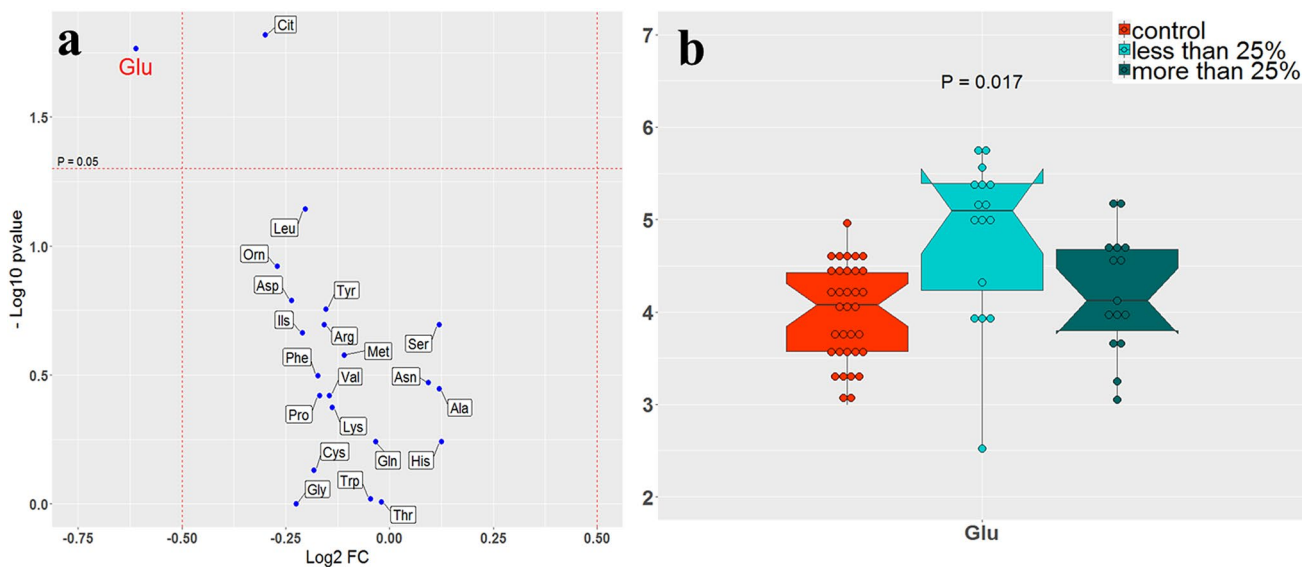 a
Cit
Glu
1.5
P = 0.05
Leu
1.0
Orn
Asp
Tyr
Ils
Arg
Ser
Met
Phe
0.5
Val
Asn
Pro
Ala
Lys
Cys
Gln
His
Trp
Gly
Thr
0.0
-0.75
-0.50
-0.25
0.00
0.25
0.50
Log2 FC
- Log10 pvalue
b
control
less than 25%
more than 25%
P = 0.017
7
6
5
4
3
2
Glu